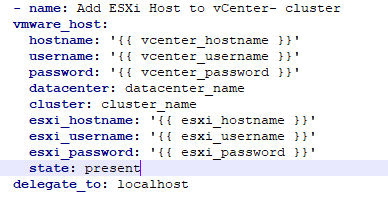 - name: Add ESXi Host to vCenter- cluster
vmware_host:
  hostname: '{{ vcenter_hostname }}'
  username: '{{ vcenter_username }}'
  password: '{{ vcenter_password }}'
  datacenter: datacenter_name
  cluster: cluster_name
  esxi_hostname: '{{ esxi_hostname }}'
  esxi_username: '{{ esxi_username }}'
  esxi_password: '{{ esxi_password }}'
  state: present
delegate_to: localhost